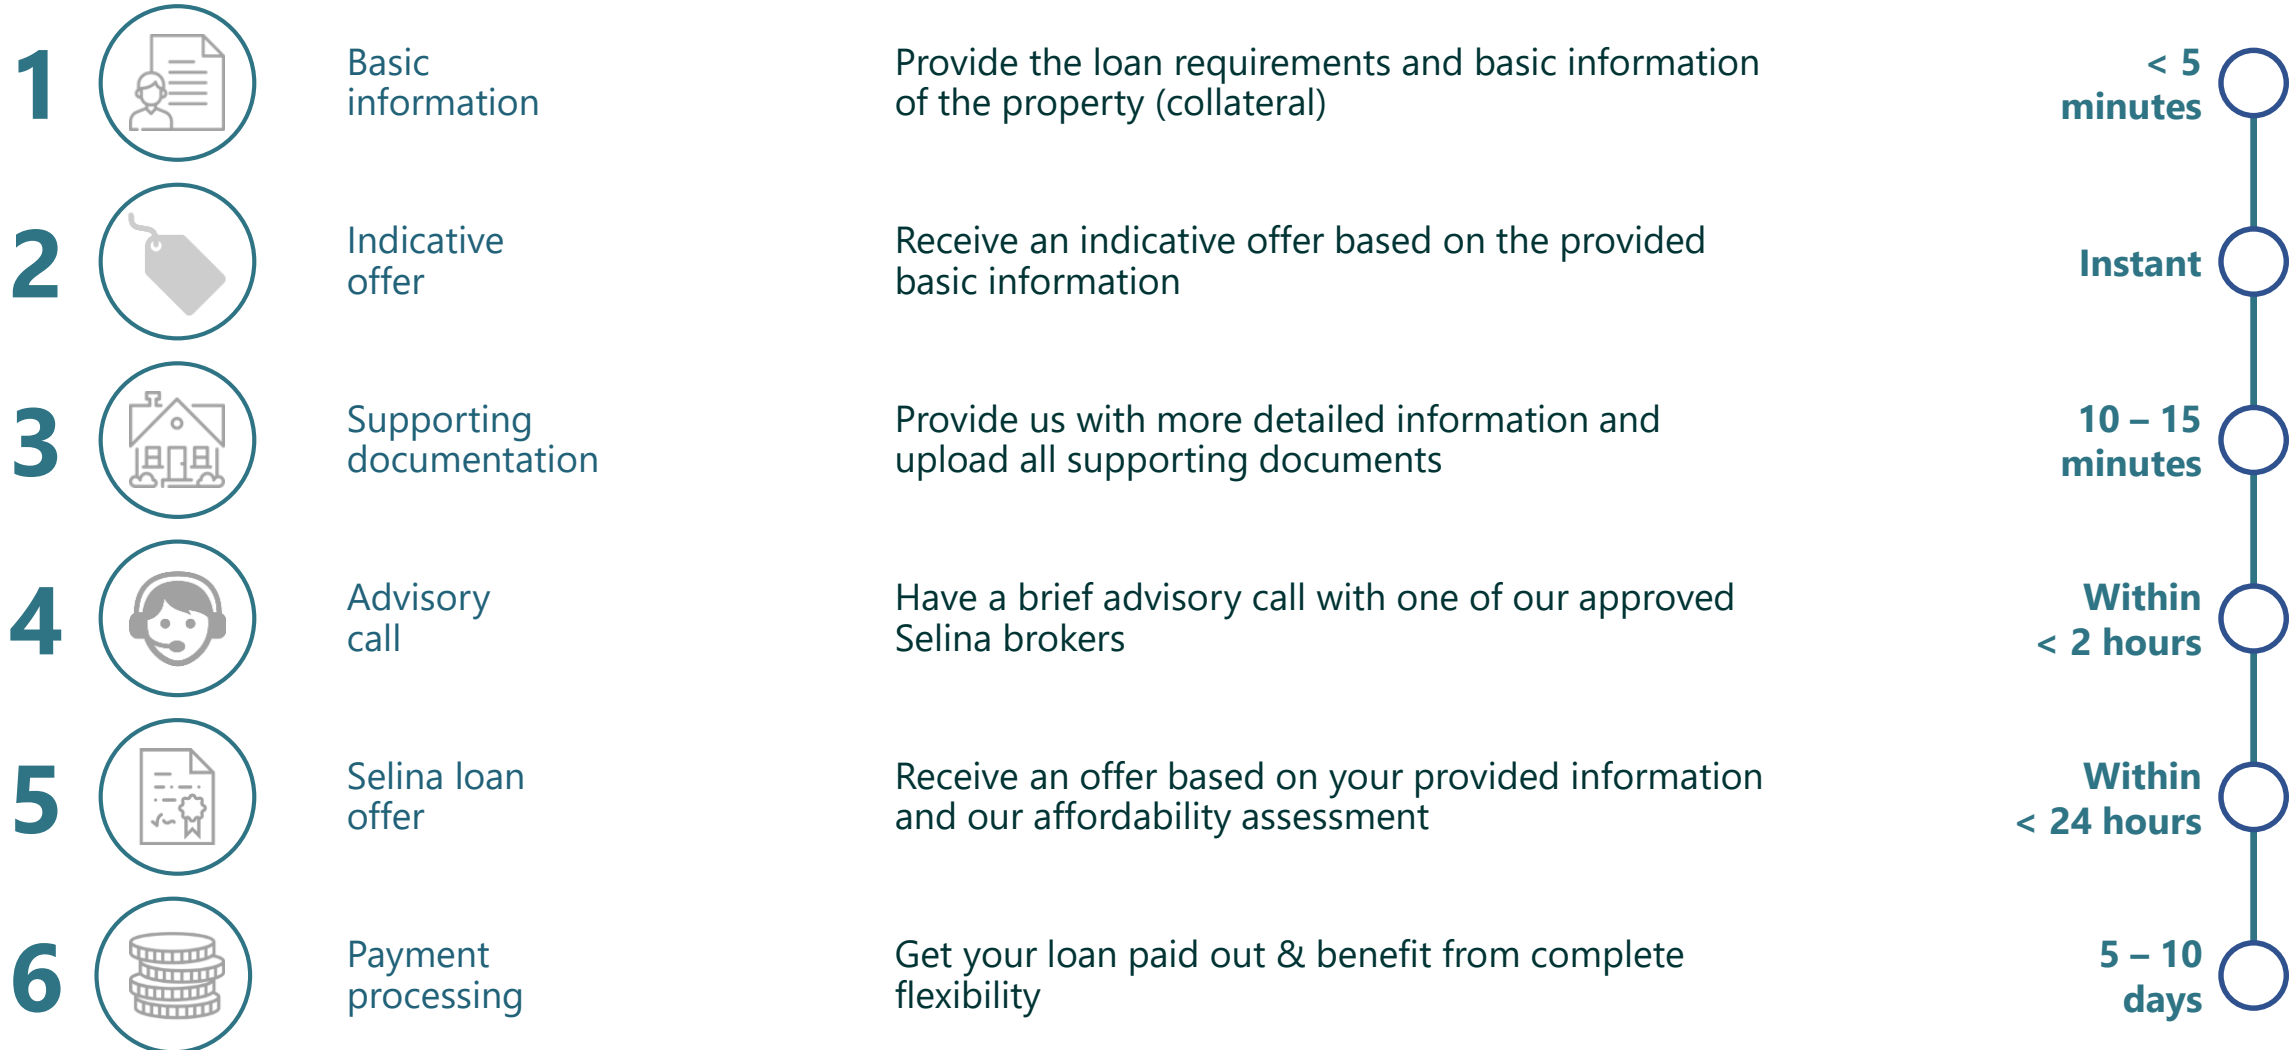 1
Basic
information
Provide the loan requirements and basic information
of the property (collateral)
< 5
minutes
2
Indicative
offer
Receive an indicative offer based on the provided
basic information
Instant
3
Supporting
documentation
Provide us with more detailed information and
upload all supporting documents
10 – 15
minutes
4
Advisory
call
Have a brief advisory call with one of our approved
Selina brokers
Within
< 2 hours
5
Selina loan
offer
Receive an offer based on your provided information
and our affordability assessment
Within
< 24 hours
6
Payment
processing
Get your loan paid out & benefit from complete
flexibility
5 – 10
days